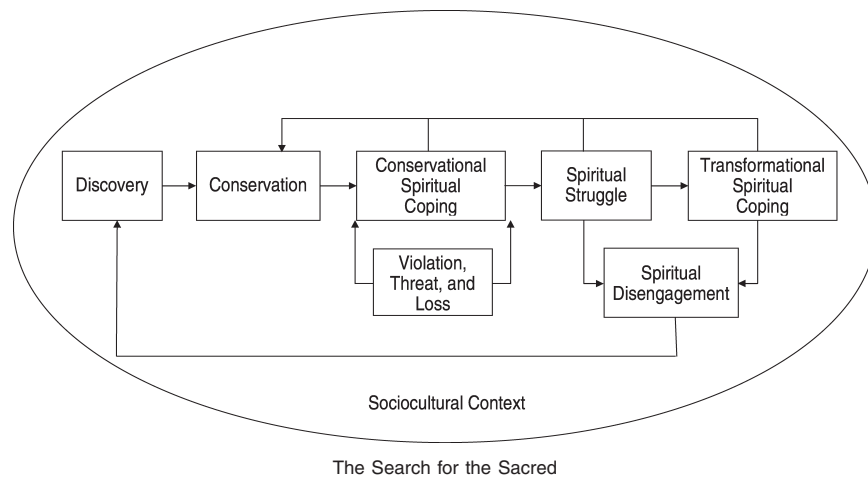 Discovery
Conservation
Conservational
Spiritual
Coping
Spiritual
Struggle
Transformational
Spiritual
Coping
Violation,
Threat, and
Loss
Spiritual
Disengagement
Sociocultural Context
The Search for the Sacred